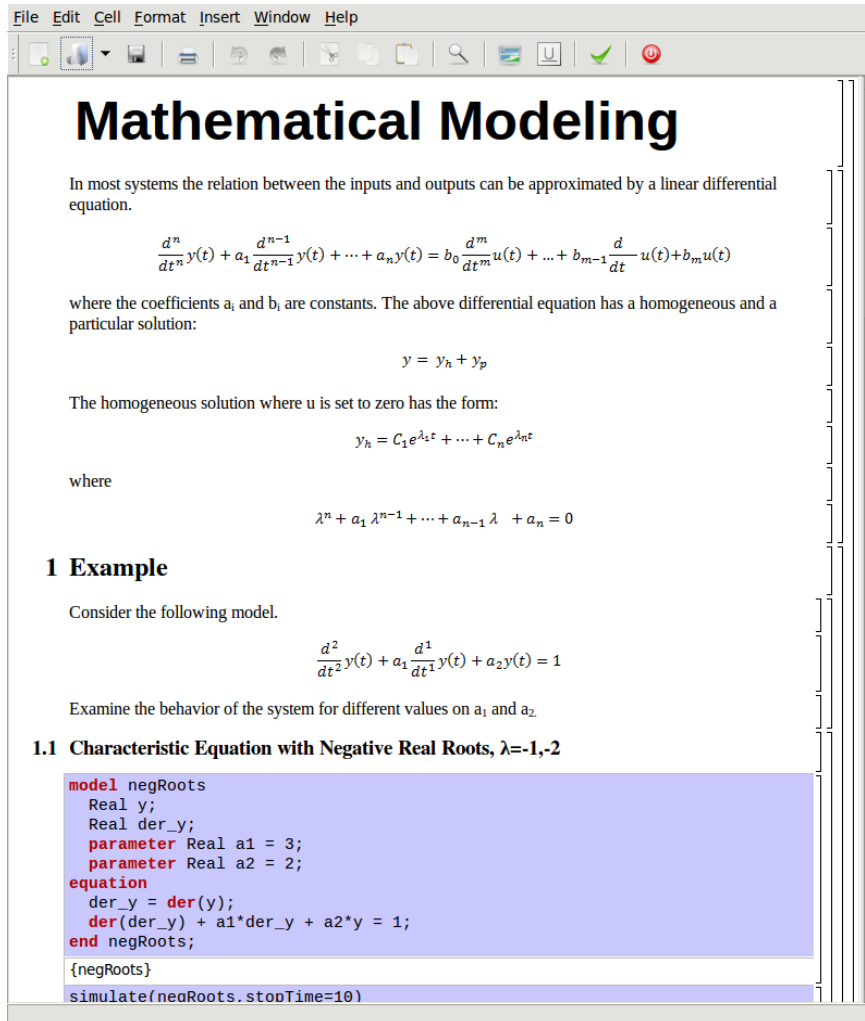 File Edit Cell Format Insert Window Help
U
Mathematical Modeling
In most systems the relation between the inputs and outputs can be approximated by a linear differential
equation.
dⁿ/dtⁿ y(t) + a₁ dⁿ⁻¹/dtⁿ⁻¹ y(t) + ⋯ + aₙy(t) = b₀ dᵐ/dtᵐ u(t) + …+ bₘ₋₁ d/dt u(t)+bₘu(t)
where the coefficients aᵢ and bᵢ are constants. The above differential equation has a homogeneous and a
particular solution:
y = yₕ + yₚ
The homogeneous solution where u is set to zero has the form:
yₕ = C₁e^{λ₁t} + ⋯ + Cₙe^{λₙt}
where
λⁿ + a₁ λⁿ⁻¹ + ⋯ + aₙ₋₁ λ + aₙ = 0
1 Example
Consider the following model.
d²/dt² y(t) + a₁ d¹/dt¹ y(t) + a₂y(t) = 1
Examine the behavior of the system for different values on a₁ and a₂.
1.1 Characteristic Equation with Negative Real Roots, λ=-1,-2
model negRoots
Real y;
Real der_y;
parameter Real a1 = 3;
parameter Real a2 = 2;
equation
der_y = der(y);
der(der_y) + a1*der_y + a2*y = 1;
end negRoots;
{negRoots}
simulate(negRoots,stopTime=10)